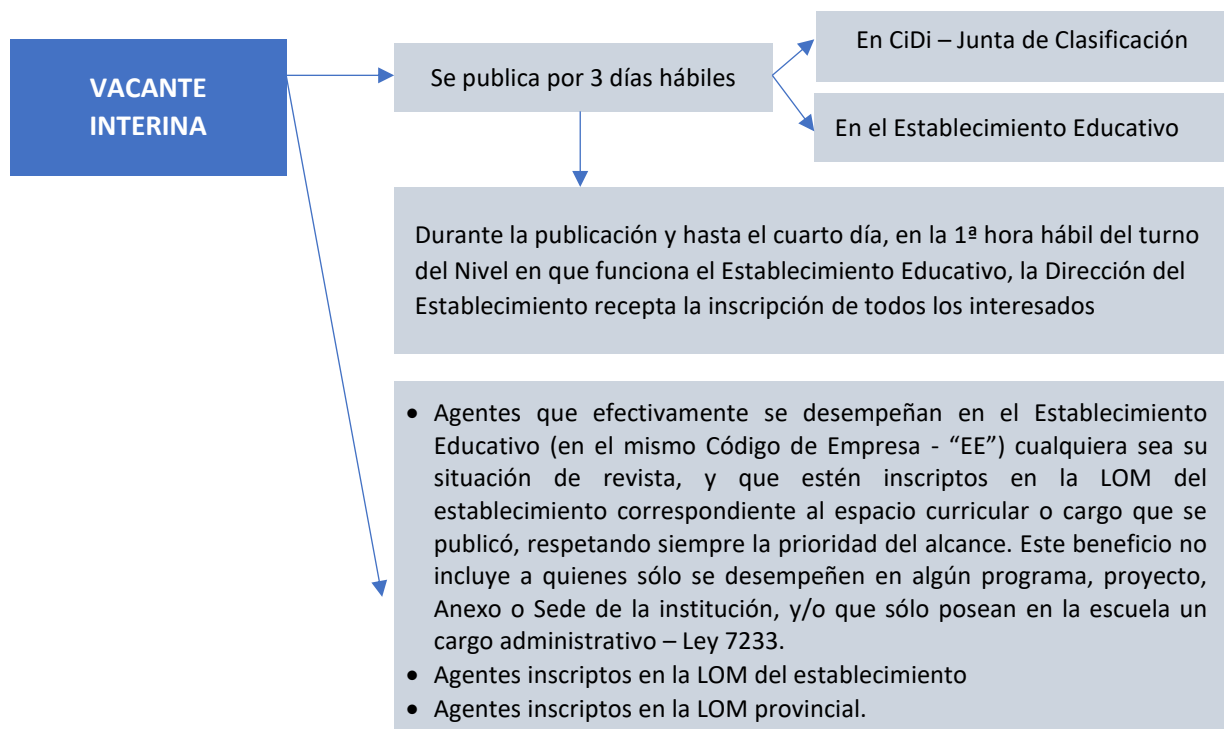 VACANTE
INTERINA
Se publica por 3 días hábiles
En CiDi – Junta de Clasificación
En el Establecimiento Educativo
Durante la publicación y hasta el cuarto día, en la 1ª hora hábil del turno
del Nivel en que funciona el Establecimiento Educativo, la Dirección del
Establecimiento recepta la inscripción de todos los interesados
• Agentes que efectivamente se desempeñan en el Establecimiento
Educativo (en el mismo Código de Empresa - “EE”) cualquiera sea su
situación de revista, y que estén inscriptos en la LOM del
establecimiento correspondiente al espacio curricular o cargo que se
publicó, respetando siempre la prioridad del alcance. Este beneficio no
incluye a quienes sólo se desempeñen en algún programa, proyecto,
Anexo o Sede de la institución, y/o que sólo posean en la escuela un
cargo administrativo – Ley 7233.
• Agentes inscriptos en la LOM del establecimiento
• Agentes inscriptos en la LOM provincial.